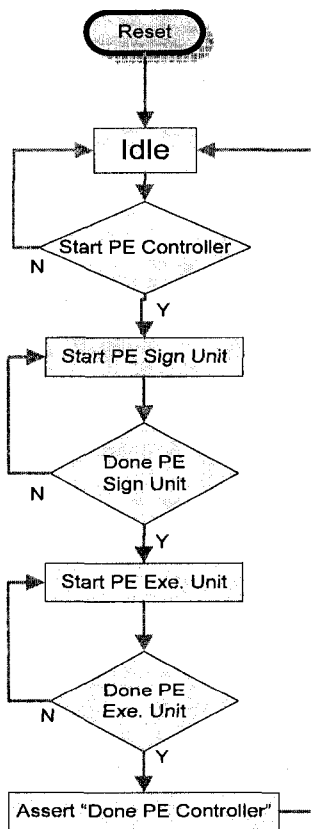 Reset
Idle
Start PE Controller
N
Y
Start PE Sign Unit
Done PE
Sign Unit
N
Y
Start PE Exe. Unit
Done PE
Exe. Unit
N
Y
Assert "Done PE Controller"